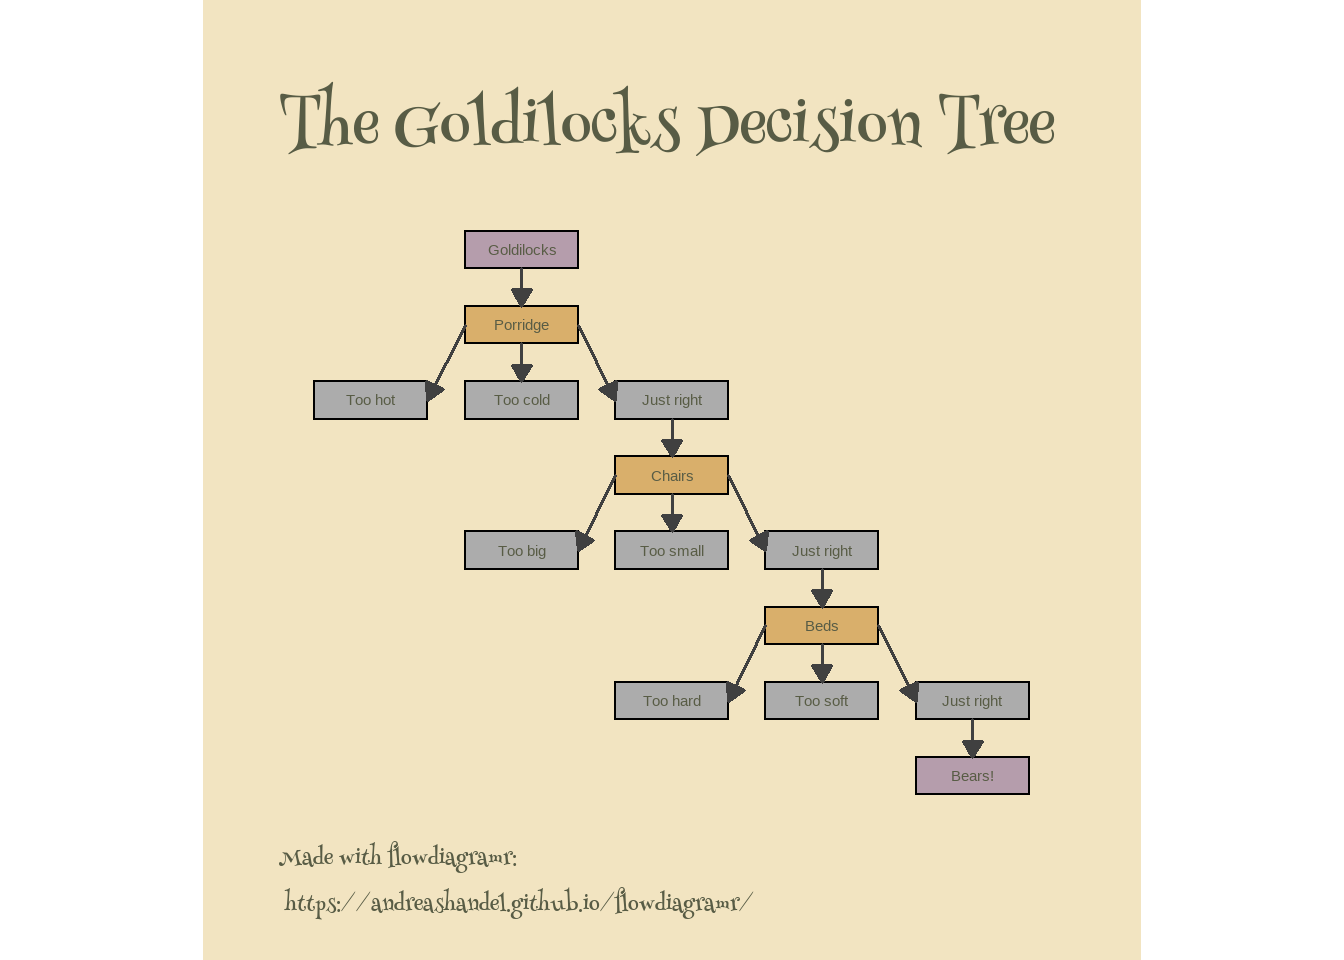 The Goldilocks Decision Tree
Goldilocks
Porridge
Too hot
Too cold
Just right
Chairs
Too big
Too small
Just right
Beds
Too hard
Too soft
Just right
Bears!
Made with flowdiagramr:
https://andreashandel.github.io/flowdiagramr/